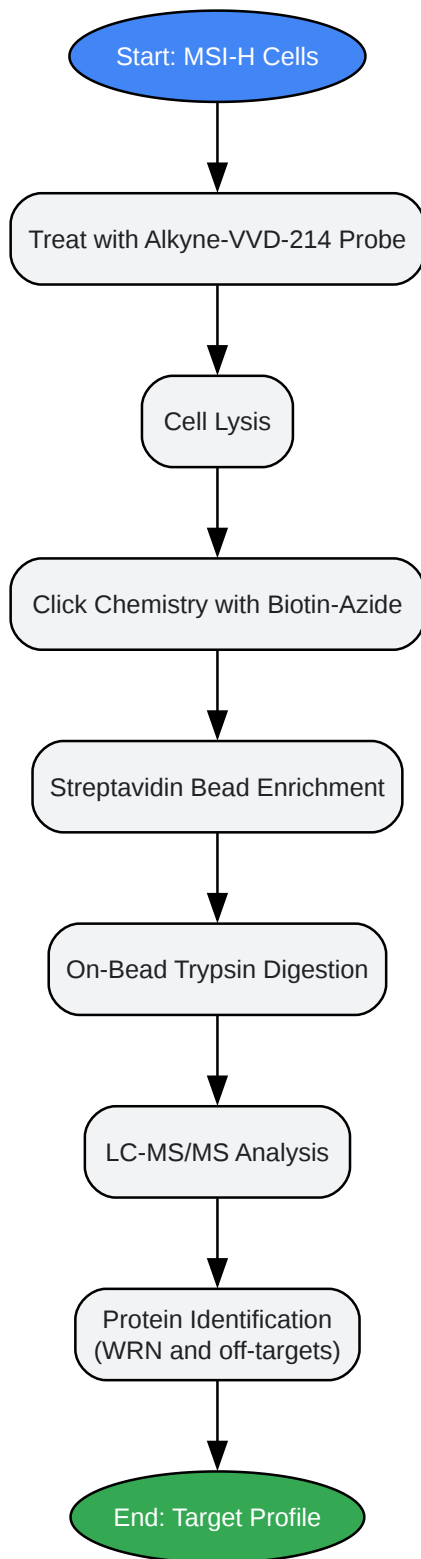 Start: MSI-H Cells
Treat with Alkyne-VVD-214 Probe
Cell Lysis
Click Chemistry with Biotin-Azide
Streptavidin Bead Enrichment
On-Bead Trypsin Digestion
LC-MS/MS Analysis
Protein Identification
(WRN and off-targets)
End: Target Profile